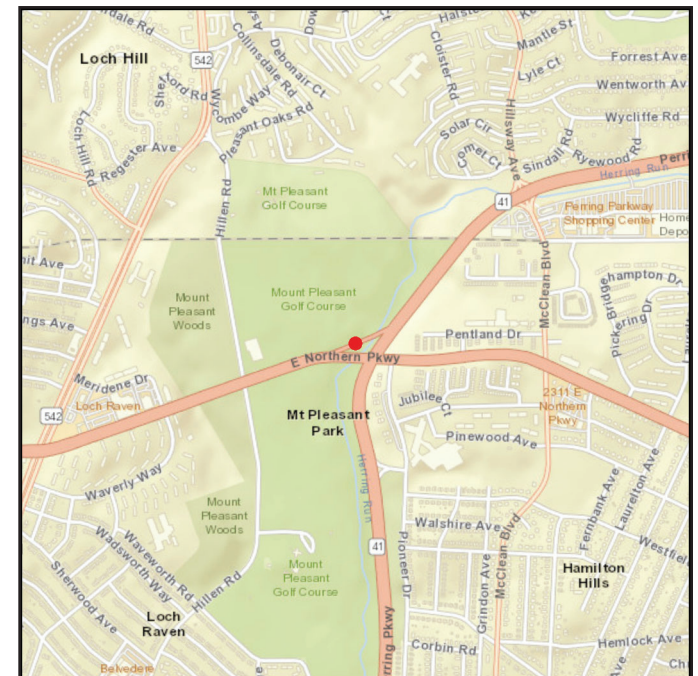 Halste
Mantle St
Loch Hill
542
Collinsdale Rd
Debonair Ct
Cloister Rd
Lyle Ct
Forrest Ave
Wentworth Av
Wycliffe Rd
Pleasant Oaks Rd
Loch Hill Rd
Regester Ave
Solar Cir
Comet Ct
Sindall Rd
Ryewood Rd
Hillsway Ave
Herring Run
Hillen Rd
Mt Pleasant
Golf Course
41
Perring Parkway
Shopping Center
Home
Depo
it Ave
McClean Blvd
Mount
Pleasant
Woods
Mount Pleasant
Golf Course
Pickering Dr
ngs Ave
Pentland Dr
E Northern Pkwy
Meridene Dr
Loch Raven
542
Mt Pleasant
Park
Jubilee Ct
2311 E
Northern
Pkwy
Pinewood Ave
Waverly Way
Herring Run
Mount
Pleasant
Woods
Walshire Ave
Fernbank Ave
Laurelton Ave
Waveworth Rd
Wadsworth Way
Sherwood Ave
Hillen Rd
41
Pioneer Dr
Grindon Ave
McClean Blvd
Westfie
Mount
Pleasant
Golf Course
Hamilton
Hills
Loch
Raven
rring Pkwy
Corbin Rd
Hemlock Ave
Belvedere